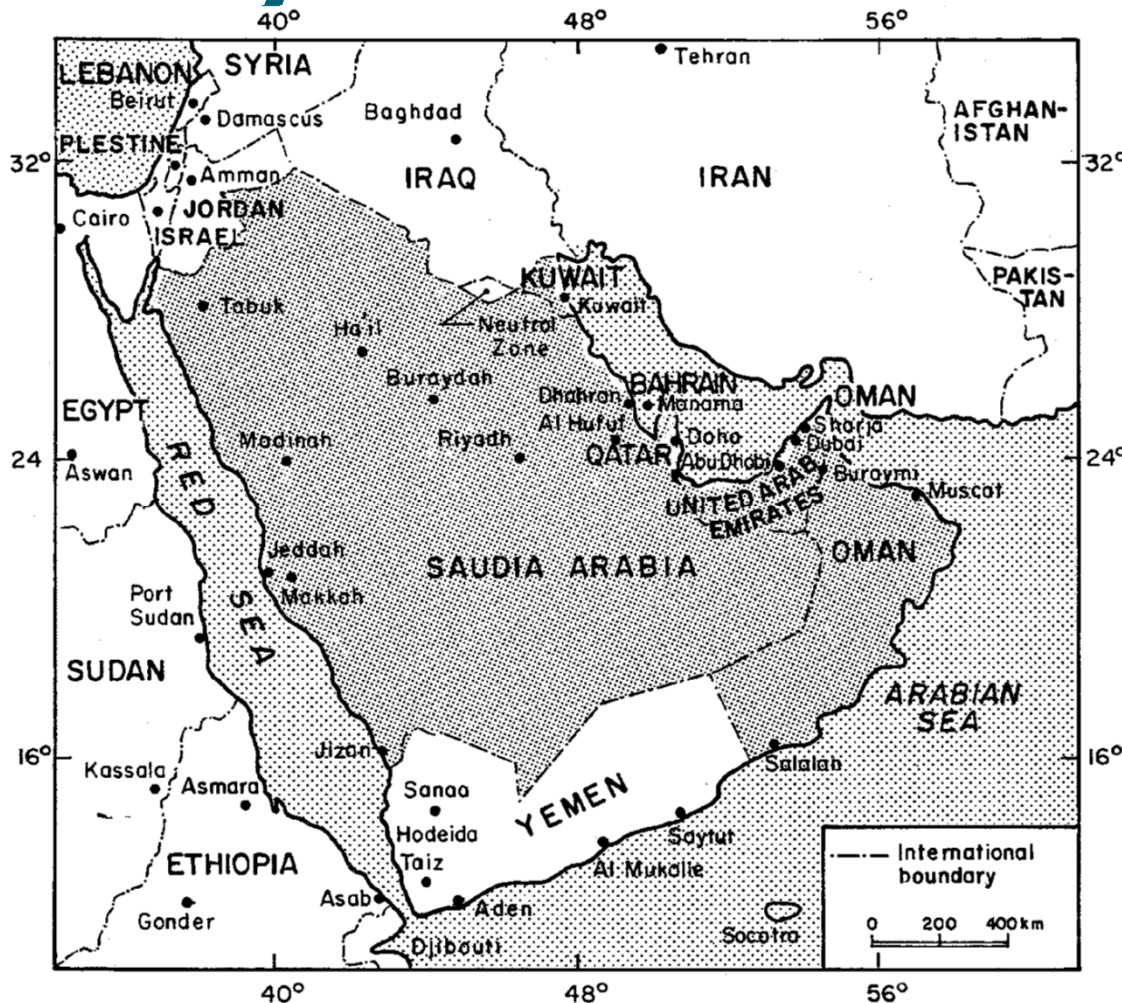 40°
48°
56°
LEBANON
SYRIA
Tehran
Beirut
Damascus
Baghdad
AFGHAN-
ISTAN
PLESTINE
32°
32°
Amman
IRAQ
IRAN
Cairo
JORDAN
ISRAEL
KUWAIT
PAKIS-
TAN
Tabuk
Kuwait
Ha'il
Neutrol
Zone
Buraydah
BAHRAIN
Dhahran
Manama
OMAN
EGYPT
Al Hufuf
Sharja
Madinah
Riyadh
Doha
Dubai
24
QATAR
Abu Dhabi
24°
Aswan
Buraymi
RED SEA
UNITED ARAB
EMIRATES
Muscat
Jeddah
SAUDIA ARABIA
OMAN
Makkah
Port
Sudan
SUDAN
ARABIAN
SEA
Jizan
16°
16°
Kassala
Asmara
Sanaa
Salalah
YEMEN
Hodeida
Saytut
Taiz
ETHIOPIA
Al Mukalle
International
boundary
Asab
Aden
Gonder
Socotra
0 200 400 km
Djibouti
40°
48°
56°